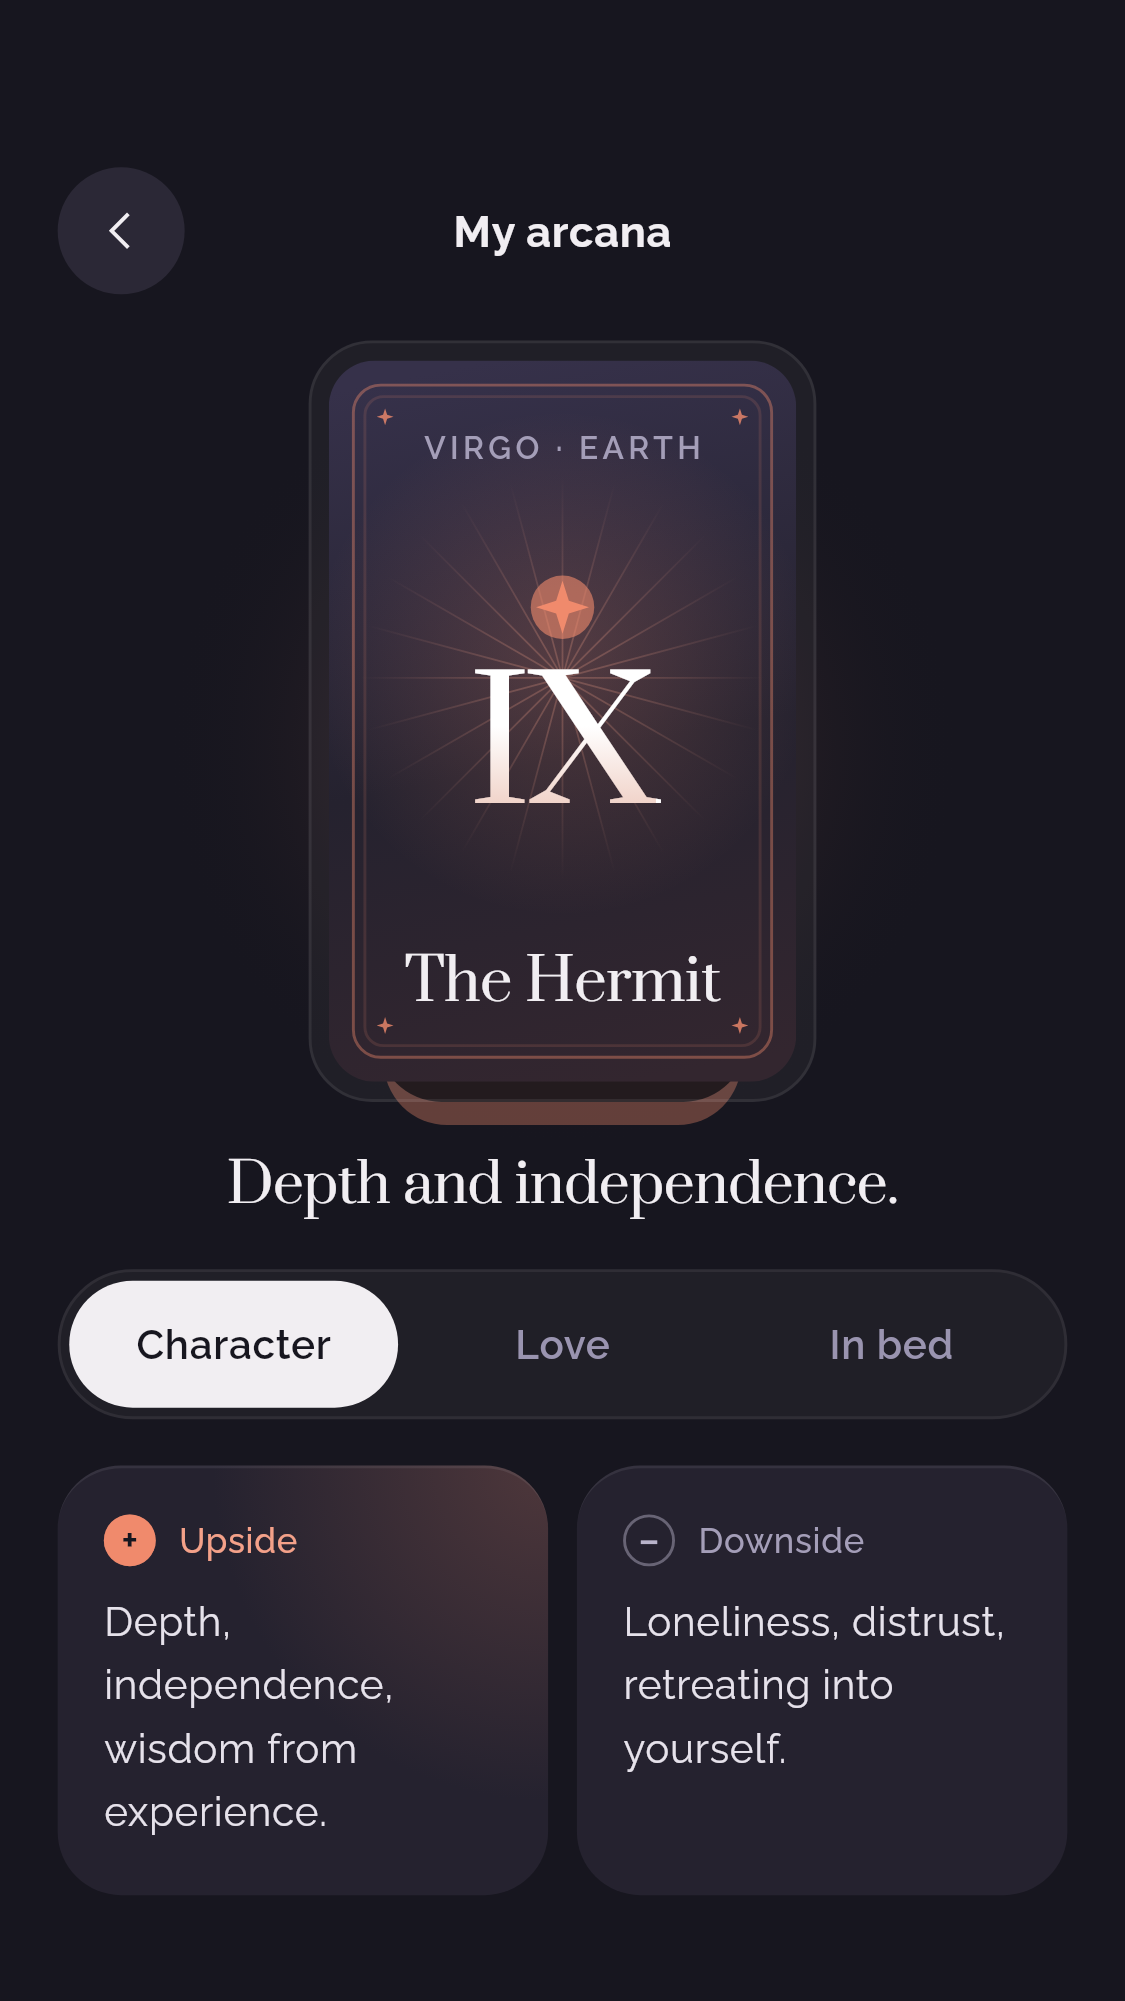 My arcana
VIRGO · EARTH
IX
The Hermit
Depth and independence.
Character
Love
In bed
+ Upside
Depth,
independence,
wisdom from
experience.
– Downside
Loneliness, distrust,
retreating into
yourself.